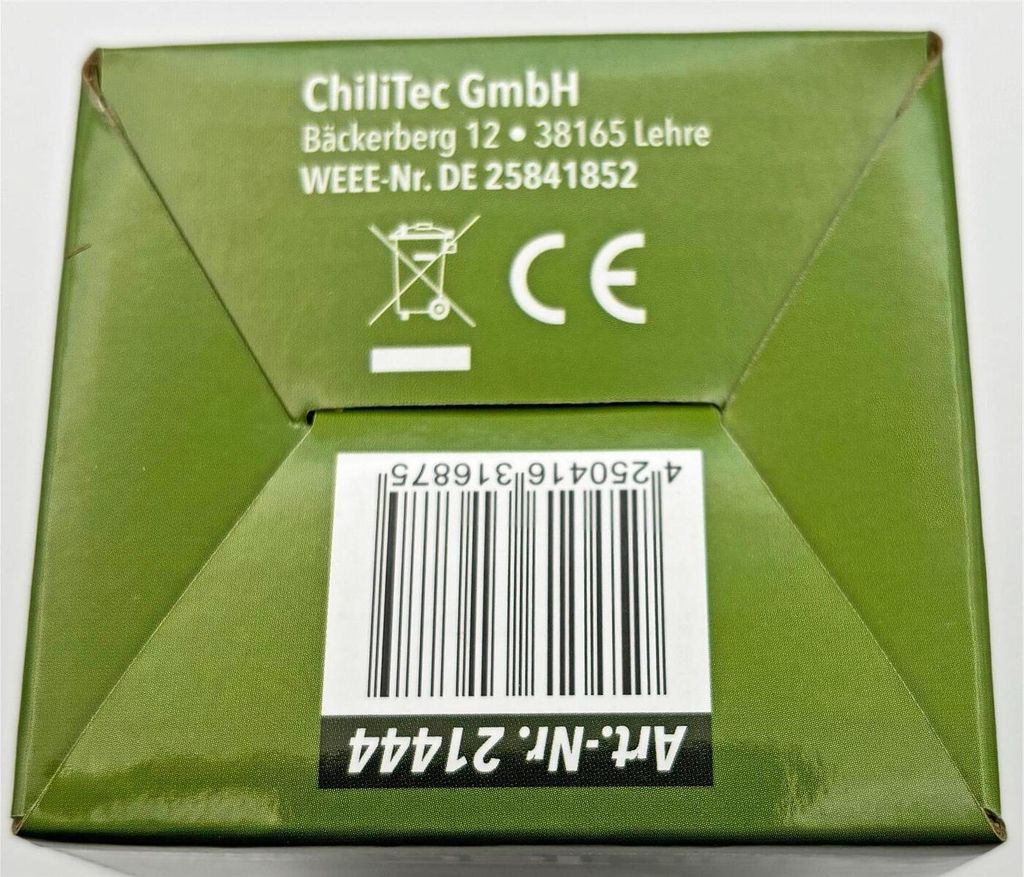 ChiliTec GmbH
Bäckerberg 12 • 38165 Lehre
WEEE-Nr. DE 25841852
CE
Art.-Nr. 21444
4 250416 316875